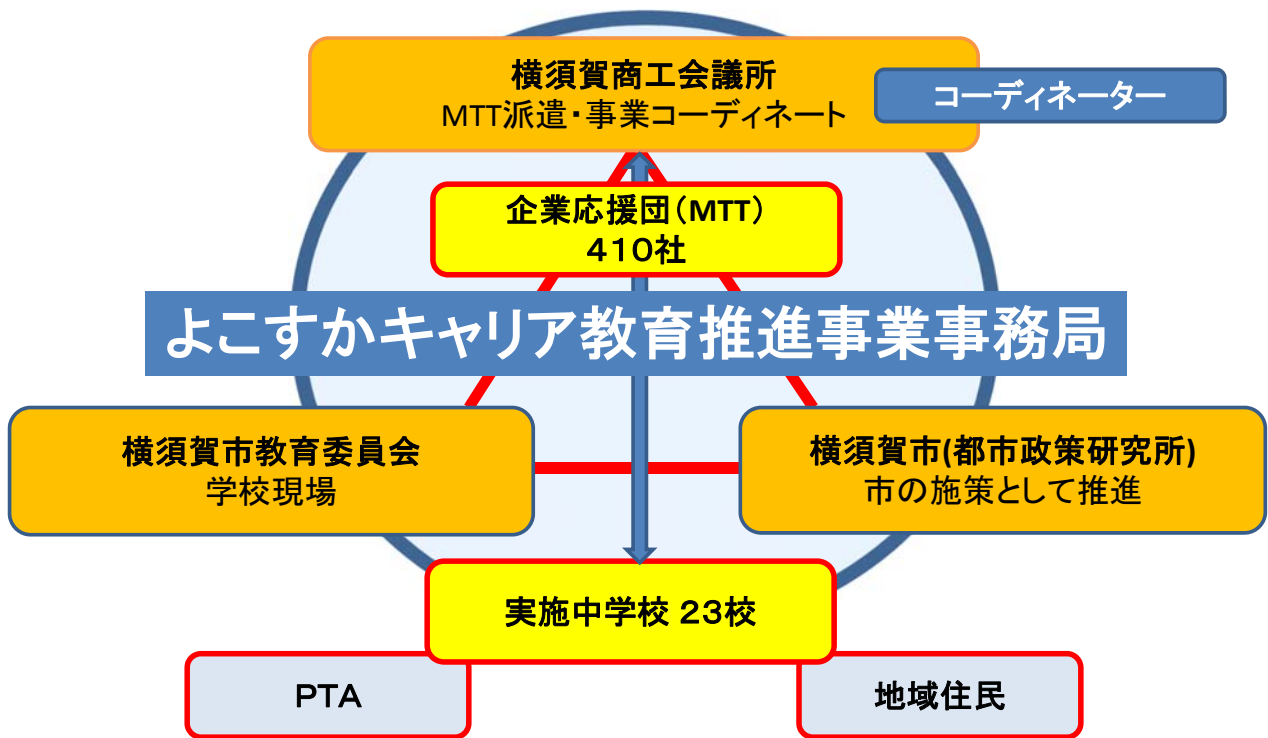 横須賀商工会議所
MTT派遣・事業コーディネート
コーディネーター
企業応援団（MTT）
４１０社
よこすかキャリア教育推進事業事務局
横須賀市教育委員会
学校現場
横須賀市(都市政策研究所)
市の施策として推進
実施中学校 ２３校
ＰＴＡ
地域住民